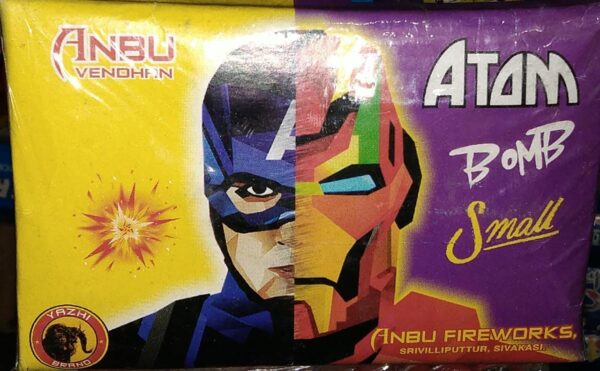 ANBU
VENDHAN
ATOM
BOMB
Small
A
YAZHI
BRAND
ANBU FIREWORKS,
SRIVILLIPUTTUR, SIVAKASI.